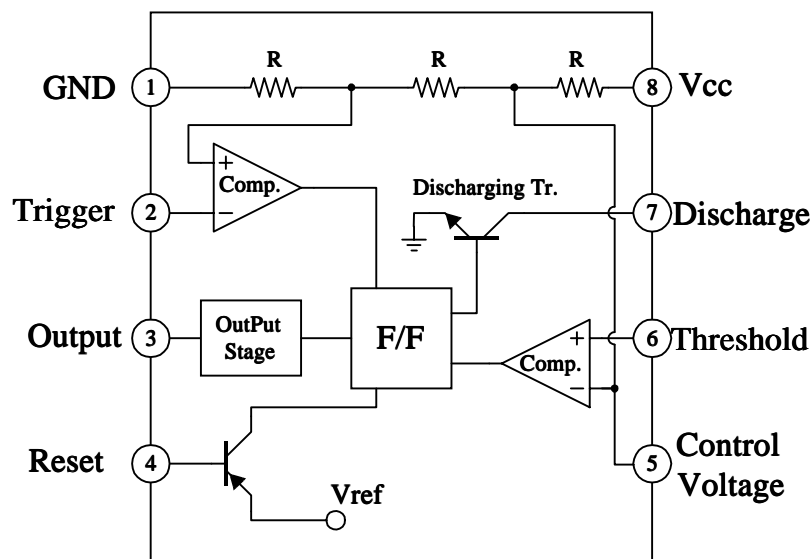 R R R
GND 1 8 Vcc
+
Comp.
−
Discharging Tr.
Trigger 2 7 Discharge
Output 3 OutPut
Stage
F/F
+
Comp.
−
6 Threshold
Reset 4 5 Control
Voltage
Vref